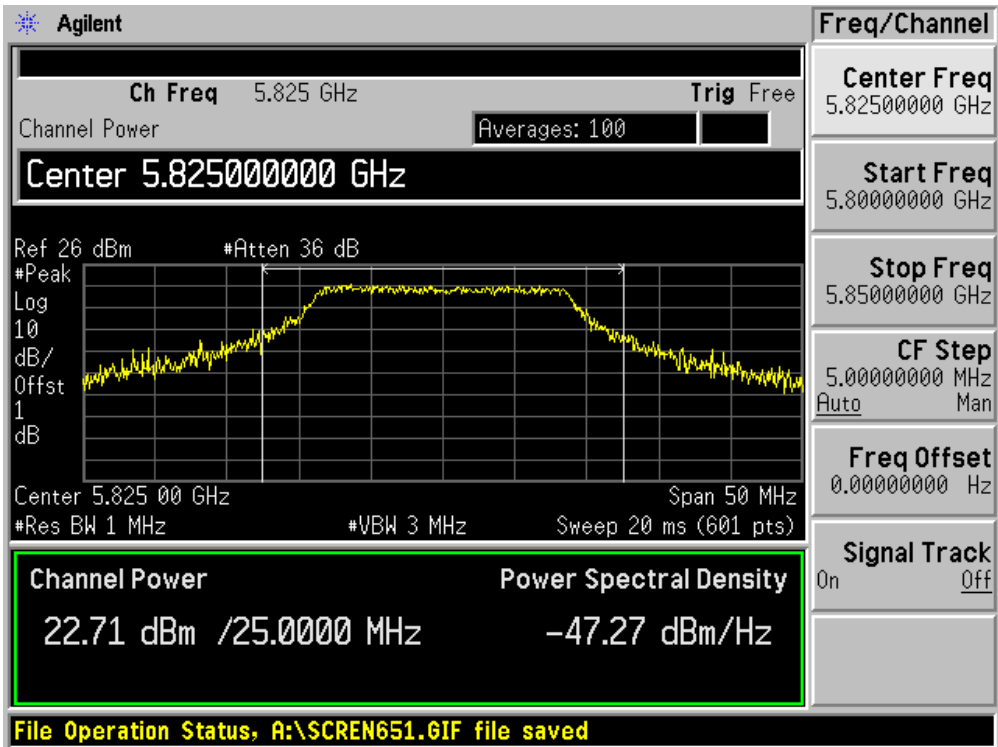 Agilent
Freq/Channel
Ch Freq 5.825 GHz Trig Free
Channel Power Averages: 100
Center 5.825000000 GHz
Ref 26 dBm #Atten 36 dB
#Peak
Log
10
dB/
Offst
1
dB
Center 5.825 00 GHz Span 50 MHz
#Res BW 1 MHz #VBW 3 MHz Sweep 20 ms (601 pts)
Channel Power Power Spectral Density
22.71 dBm /25.0000 MHz -47.27 dBm/Hz
File Operation Status, A:\SCREN651.GIF file saved
Center Freq
5.82500000 GHz
Start Freq
5.80000000 GHz
Stop Freq
5.85000000 GHz
CF Step
5.00000000 MHz
Auto Man
Freq Offset
0.00000000 Hz
Signal Track
On Off